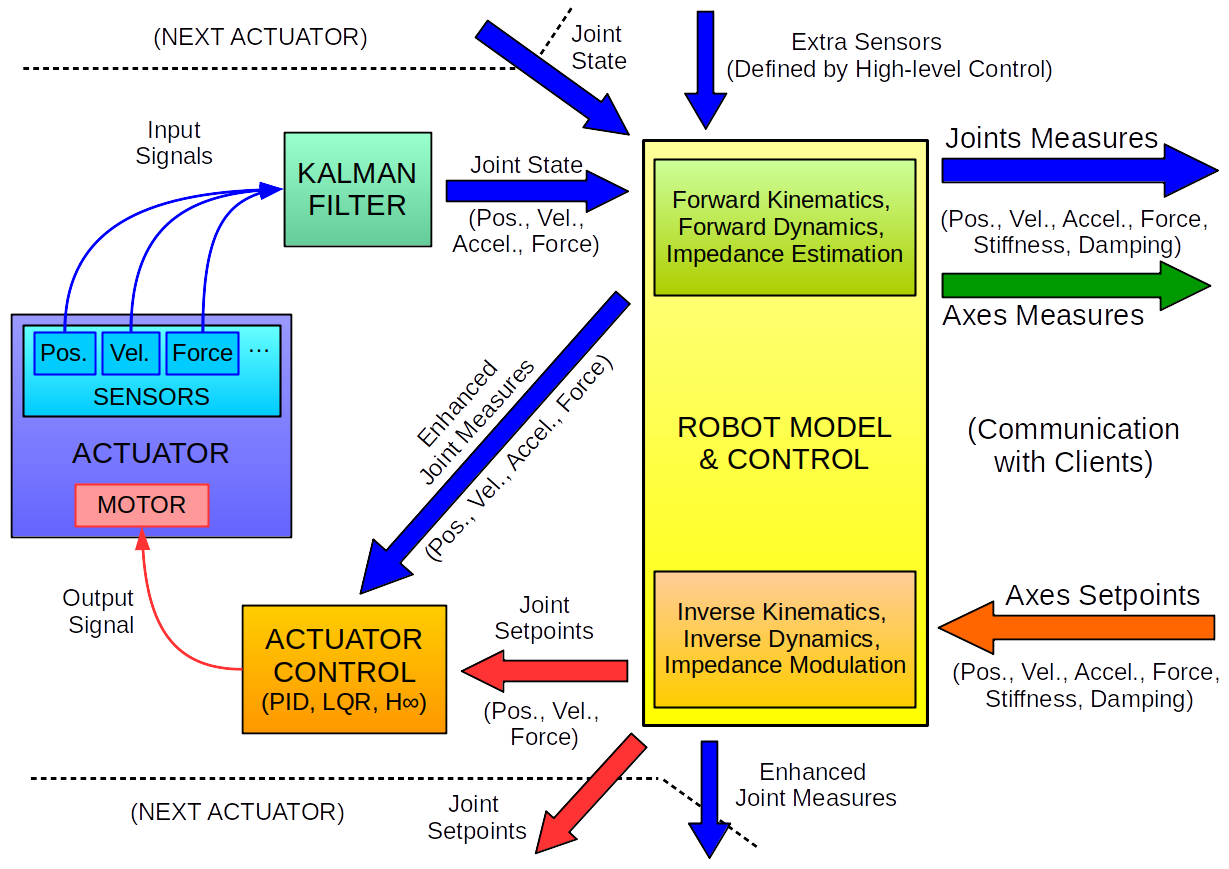 (NEXT ACTUATOR)
Joint
State
Extra Sensors
(Defined by High-level Control)
Input
Signals
KALMAN
FILTER
Joint State
(Pos., Vel.,
Accel., Force)
Forward Kinematics,
Forward Dynamics,
Impedance Estimation
Joints Measures
(Pos., Vel., Accel., Force,
Stiffness, Damping)
Axes Measures
Pos.
Vel.
Force
...
SENSORS
ACTUATOR
MOTOR
Enhanced
Joint Measures
(Pos., Vel., Accel., Force)
ROBOT MODEL
& CONTROL
(Communication
with Clients)
Output
Signal
ACTUATOR
CONTROL
(PID, LQR, H∞)
Joint
Setpoints
(Pos., Vel.,
Force)
Inverse Kinematics,
Inverse Dynamics,
Impedance Modulation
Axes Setpoints
(Pos., Vel., Accel., Force,
Stiffness, Damping)
(NEXT ACTUATOR)
Joint
Setpoints
Enhanced
Joint Measures